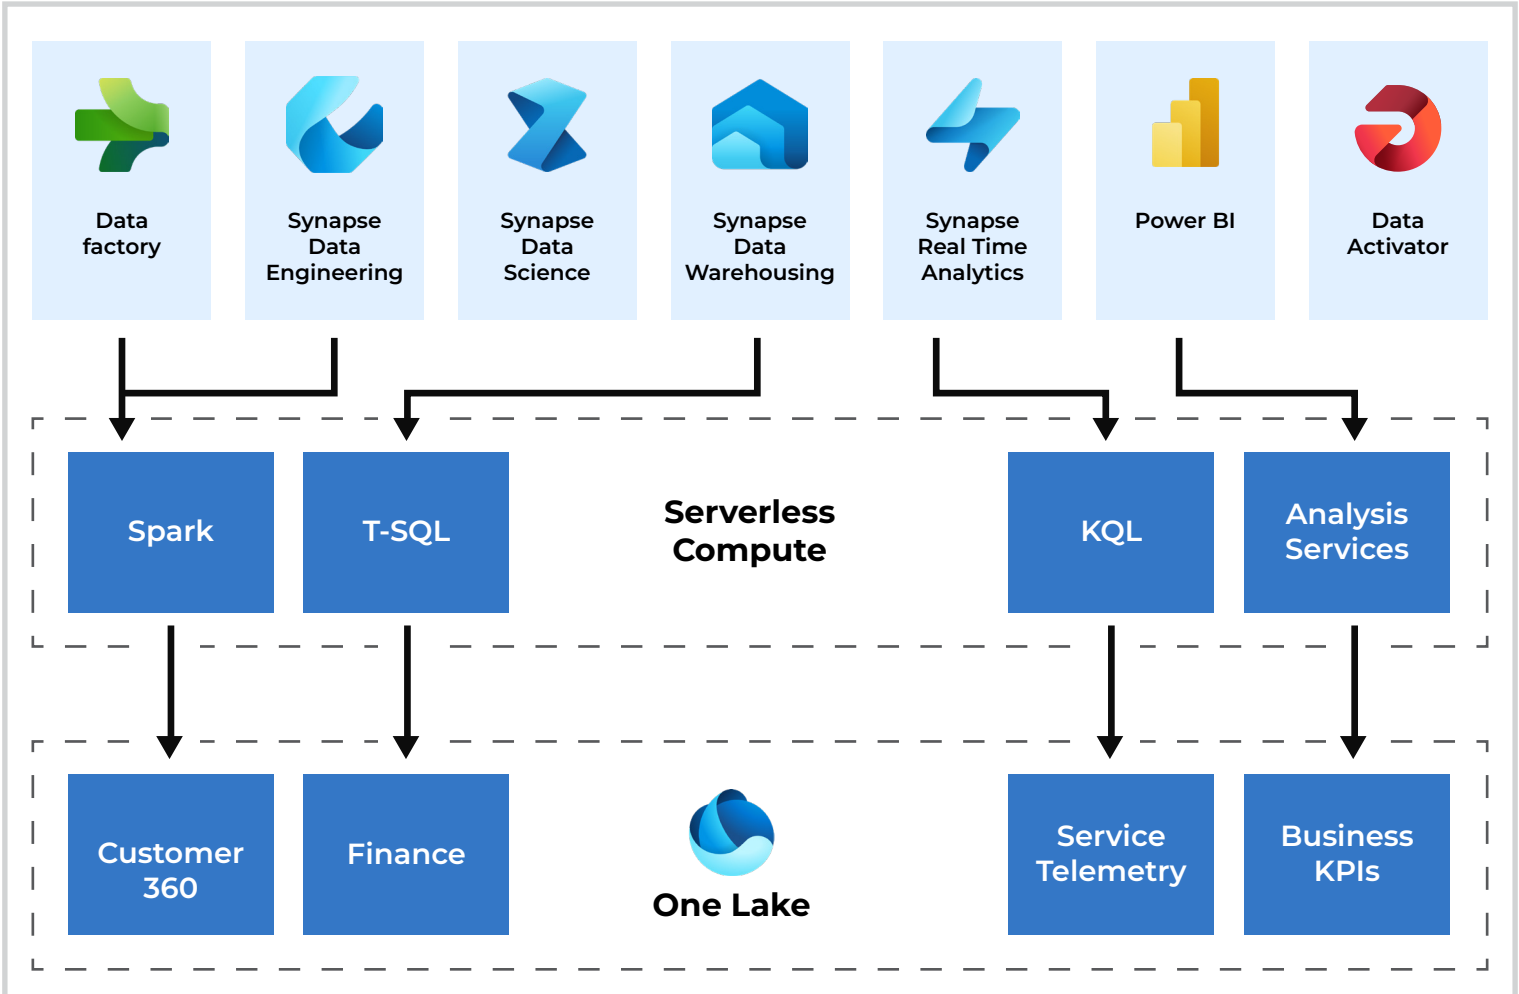 Data
factory
Synapse
Data
Engineering
Synapse
Data
Science
Synapse
Data
Warehousing
Synapse
Real Time
Analytics
Power BI
Data
Activator
Spark
T-SQL
Serverless
Compute
KQL
Analysis
Services
Customer
360
Finance
One Lake
Service
Telemetry
Business
KPIs